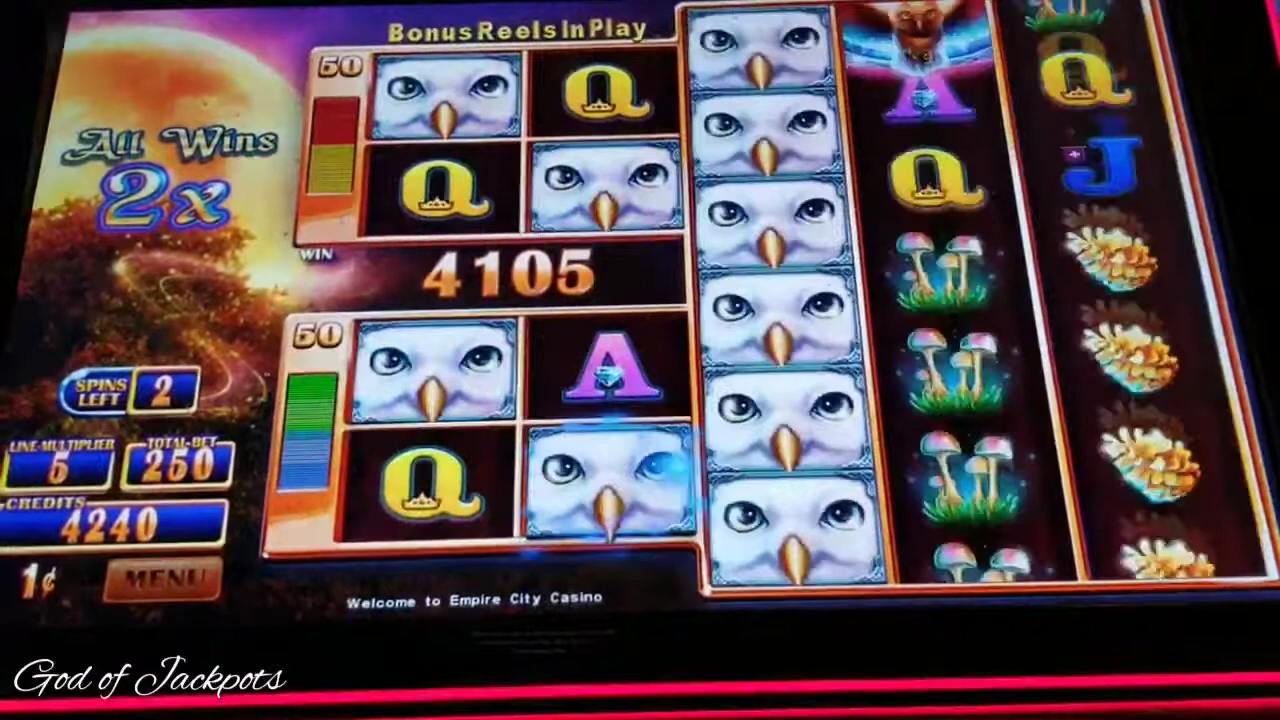 Bonus Reels In Play
50
Q
Q
A
Q
All Wins
2x
Q
J
WIN
4105
50
A
Q
SPINS LEFT
2
LINE MULTIPLIER
5
TOTAL BET
250
CREDITS
4240
1¢
MENU
Welcome to Empire City Casino
God of Jackpots